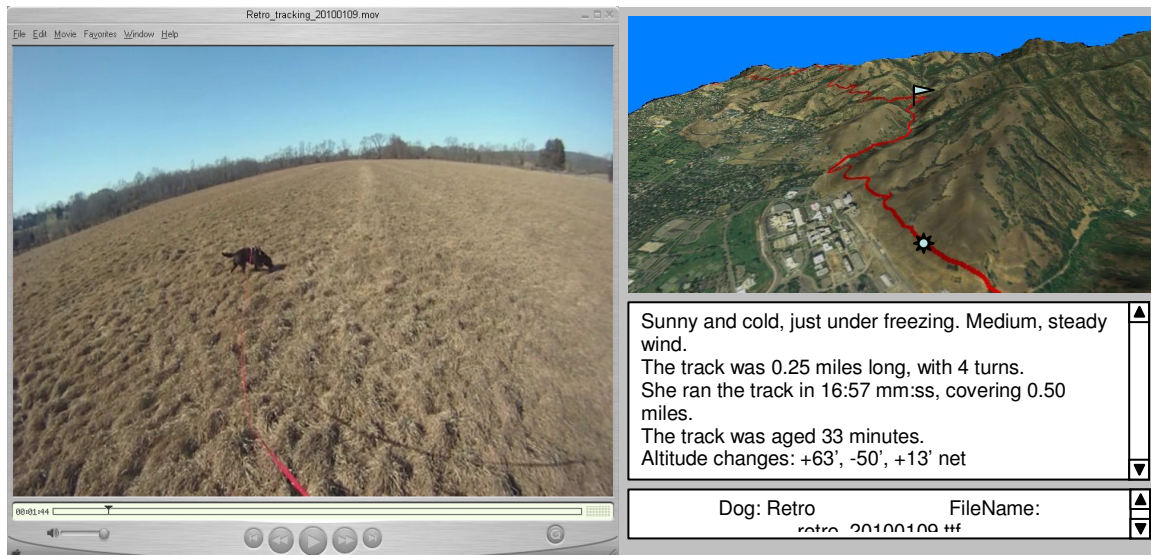 Retro_tracking_20100109.mov
File Edit Movie Favorites Window Help
00:01:44
G
Sunny and cold, just under freezing. Medium, steady
wind.
The track was 0.25 miles long, with 4 turns.
She ran the track in 16:57 mm:ss, covering 0.50
miles.
The track was aged 33 minutes.
Altitude changes: +63’, -50’, +13’ net
Dog: Retro FileName:
retro_20100109.ttf